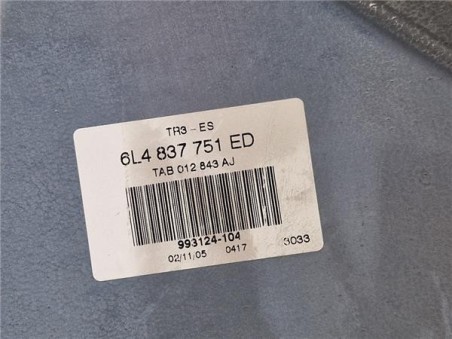 TR3 - ES
6L4 837 751 ED
TAB 012 843 AJ
993124-104
02/11/05 0417 3033